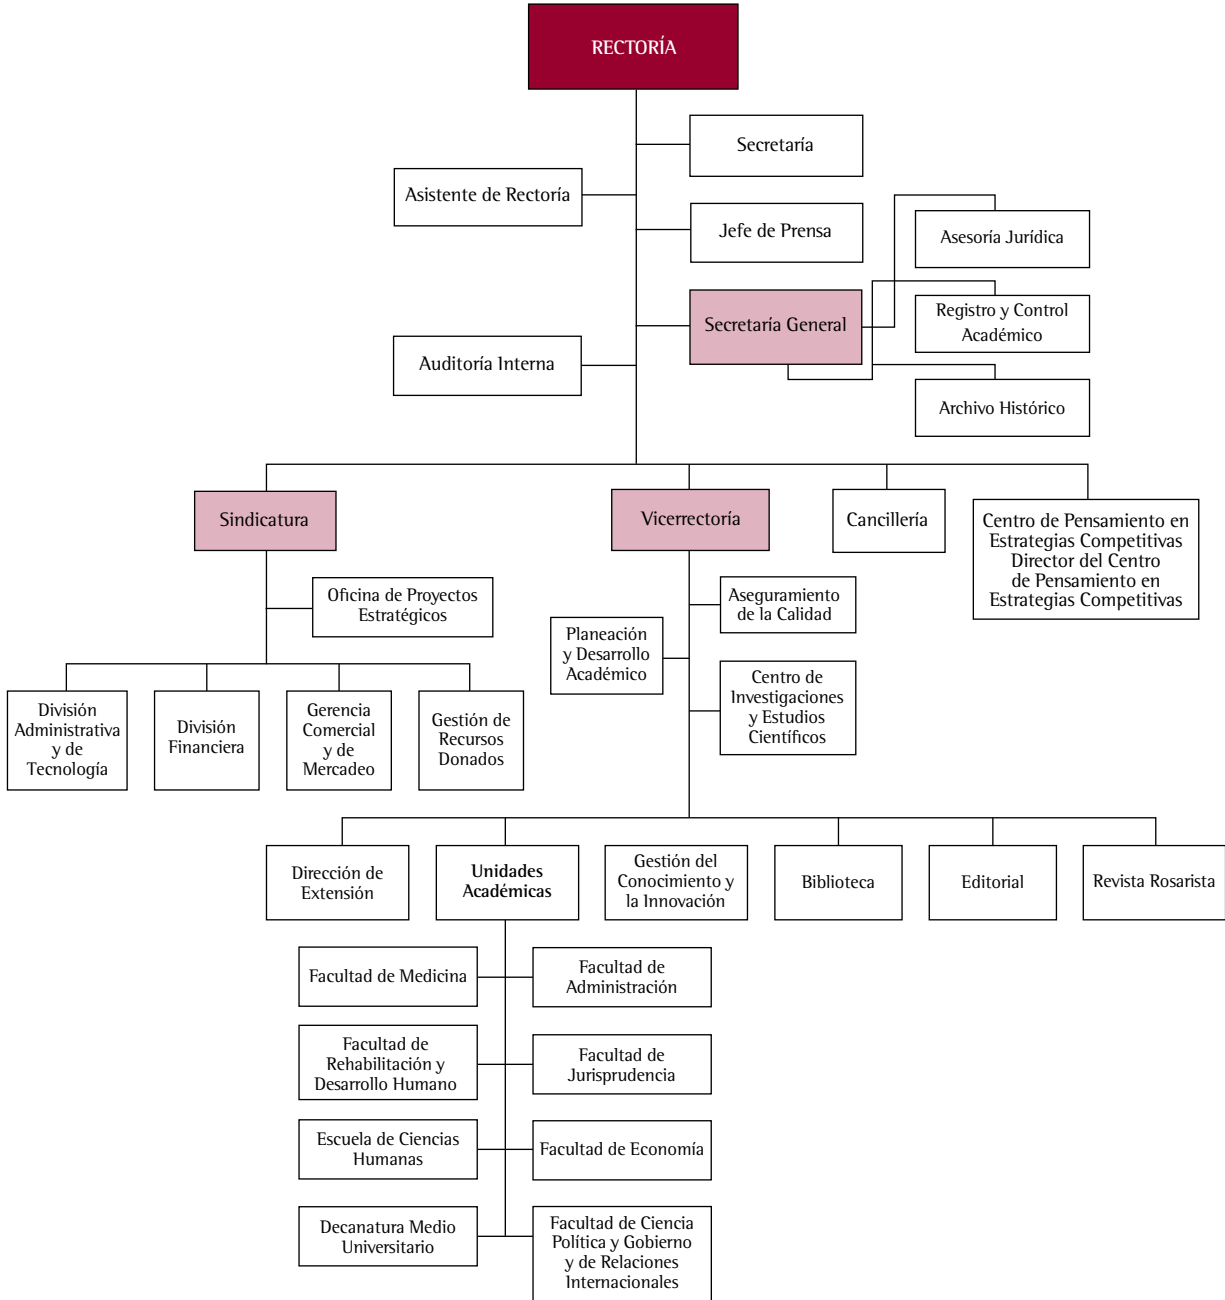 RECTORÍA
Secretaría
Asistente de Rectoría
Jefe de Prensa
Asesoría Jurídica
Secretaría General
Registro y Control
Académico
Auditoría Interna
Archivo Histórico
Sindicatura
Vicerrectoría
Cancillería
Centro de Pensamiento en
Estrategias Competitivas
Director del Centro
de Pensamiento en
Estrategias Competitivas
Oficina de Proyectos
Estratégicos
Aseguramiento
de la Calidad
Planeación
y Desarrollo
Académico
Centro de
Investigaciones
y Estudios
Científicos
División
Administrativa
y de
Tecnología
División
Financiera
Gerencia
Comercial
y de
Mercadeo
Gestión de
Recursos
Donados
Dirección de
Extensión
Unidades
Académicas
Gestión del
Conocimiento y
la Innovación
Biblioteca
Editorial
Revista Rosarista
Facultad de Medicina
Facultad de
Administración
Facultad de
Rehabilitación y
Desarrollo Humano
Facultad de
Jurisprudencia
Escuela de Ciencias
Humanas
Facultad de Economía
Decanatura Medio
Universitario
Facultad de Ciencia
Política y Gobierno
y de Relaciones
Internacionales